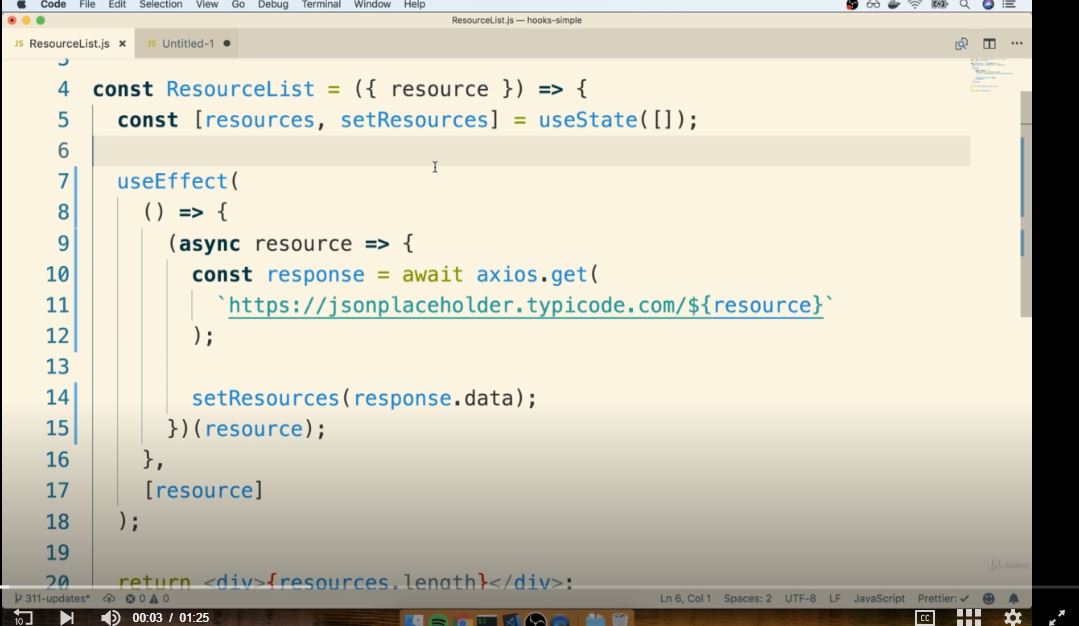 Code File Edit Selection View Go Debug Terminal Window Help
ResourceList.js — hooks-simple
JS ResourceList.js × JS Untitled-1 ●
4 const ResourceList = ({ resource }) => {
5 const [resources, setResources] = useState([]);
6
7 useEffect(
8 () => {
9 (async resource => {
10 const response = await axios.get(
11 `https://jsonplaceholder.typicode.com/${resource}`
12 );
13
14 setResources(response.data);
15 })(resource);
16 },
17 [resource]
18 );
19
20 return <div>{resources.length}</div>;
Udemy
311-updates* 0 0 Ln 6, Col 1 Spaces: 2 UTF-8 LF JavaScript Prettier: ✓
10 00:03 / 01:25 CC